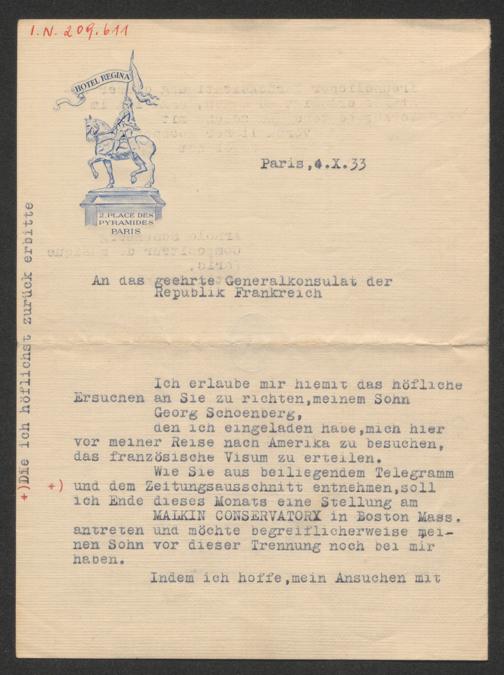 I.N. 209.611
HOTEL REGINA
2. PLACE DES
PYRAMIDES
PARIS
Paris,4.X.33
An das geehrte Generalkonsulat der
Republik Frankreich
Ich erlaube mir hiemit das höfliche
Ersuchen an Sie zu richten,meinem Sohn
Georg Schoenberg,
den ich eingeladen habe,mich hier
vor meiner Reise nach Amerika zu besuchen,
das französische Visum zu erteilen.
Wie Sie aus beiliegendem Telegramm
+) und dem Zeitungsausschnitt entnehmen,soll
ich Ende dieses Monats eine Stellung am
MALKIN CONSERVATORY in Boston Mass.
antreten und möchte begreiflicherweise mei-
nen Sohn vor dieser Trennung noch bei mir
haben.
Indem ich hoffe,mein Ansuchen mit
+)Die ich höflichst zurück erbitte